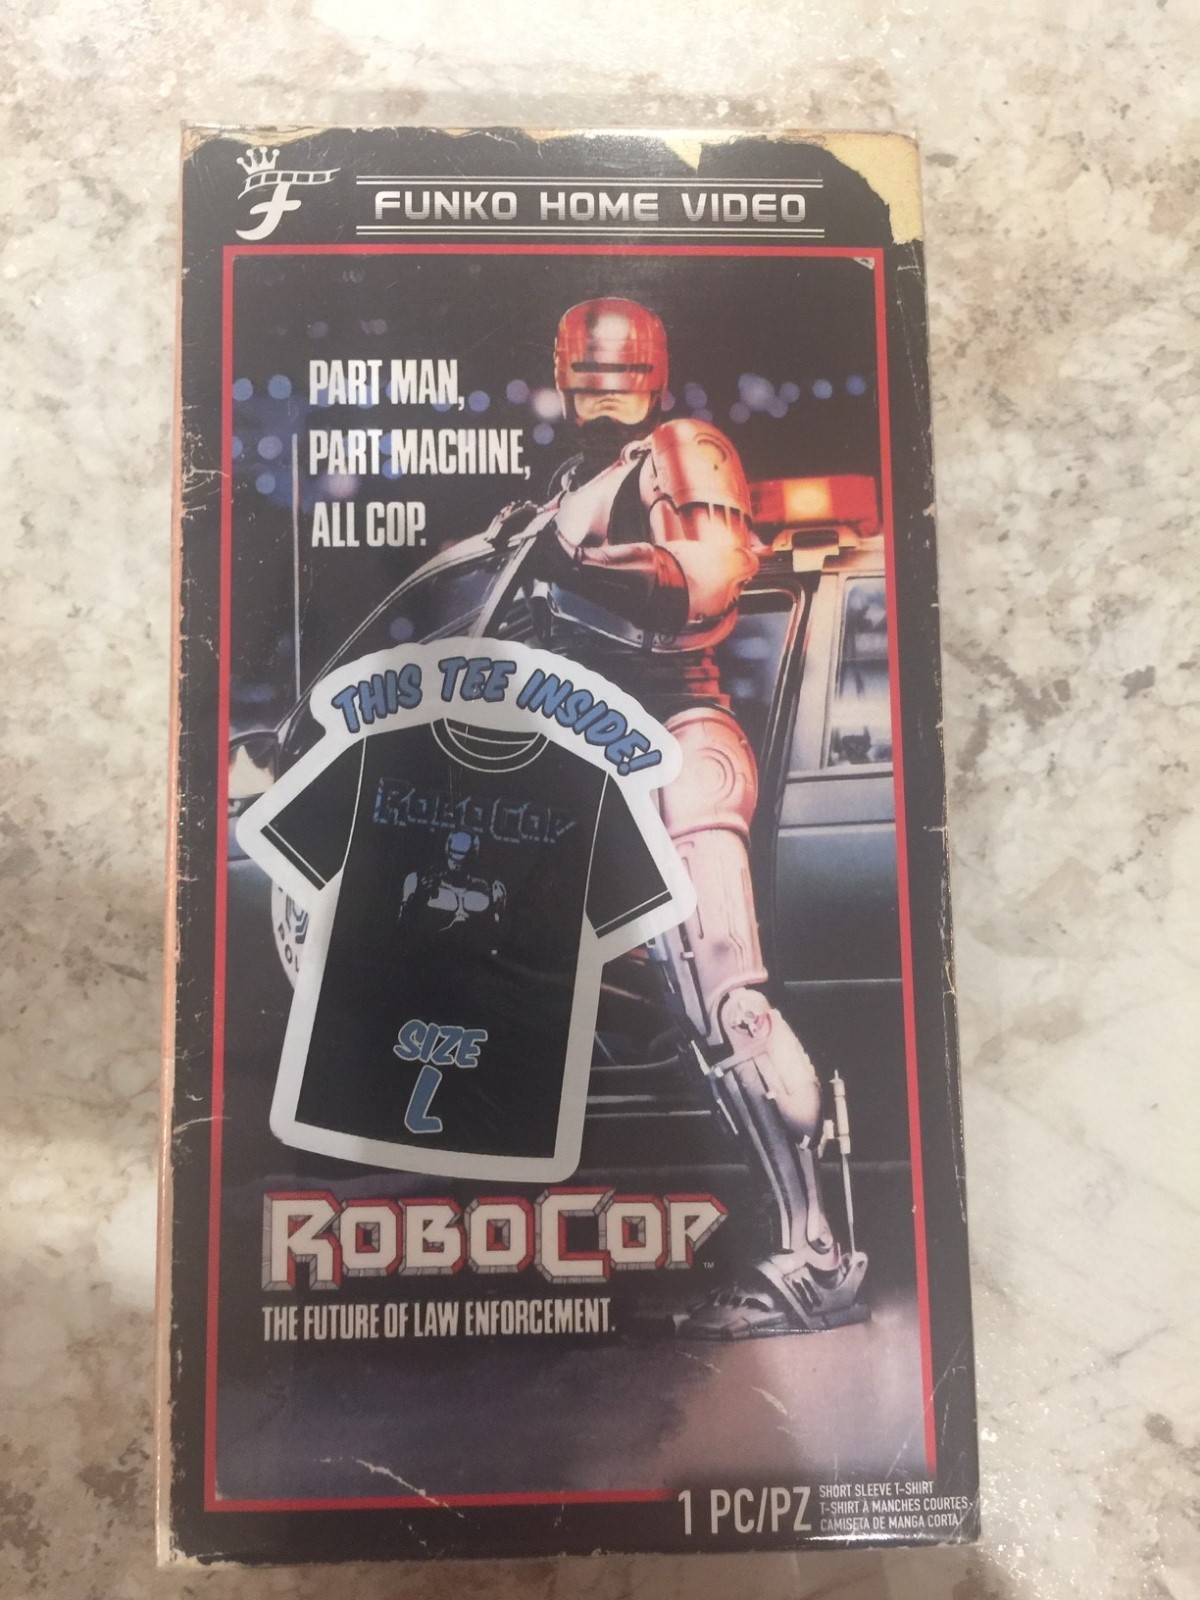 FUNKO HOME VIDEO
PART MAN,
PART MACHINE,
ALL COP.
THIS TEE INSIDE!
ROBOCOP
SIZE
L
ROBOCOP™
THE FUTURE OF LAW ENFORCEMENT.
1 PC/PZ
SHORT SLEEVE T-SHIRT
T-SHIRT À MANCHES COURTES
CAMISETA DE MANGA CORTA